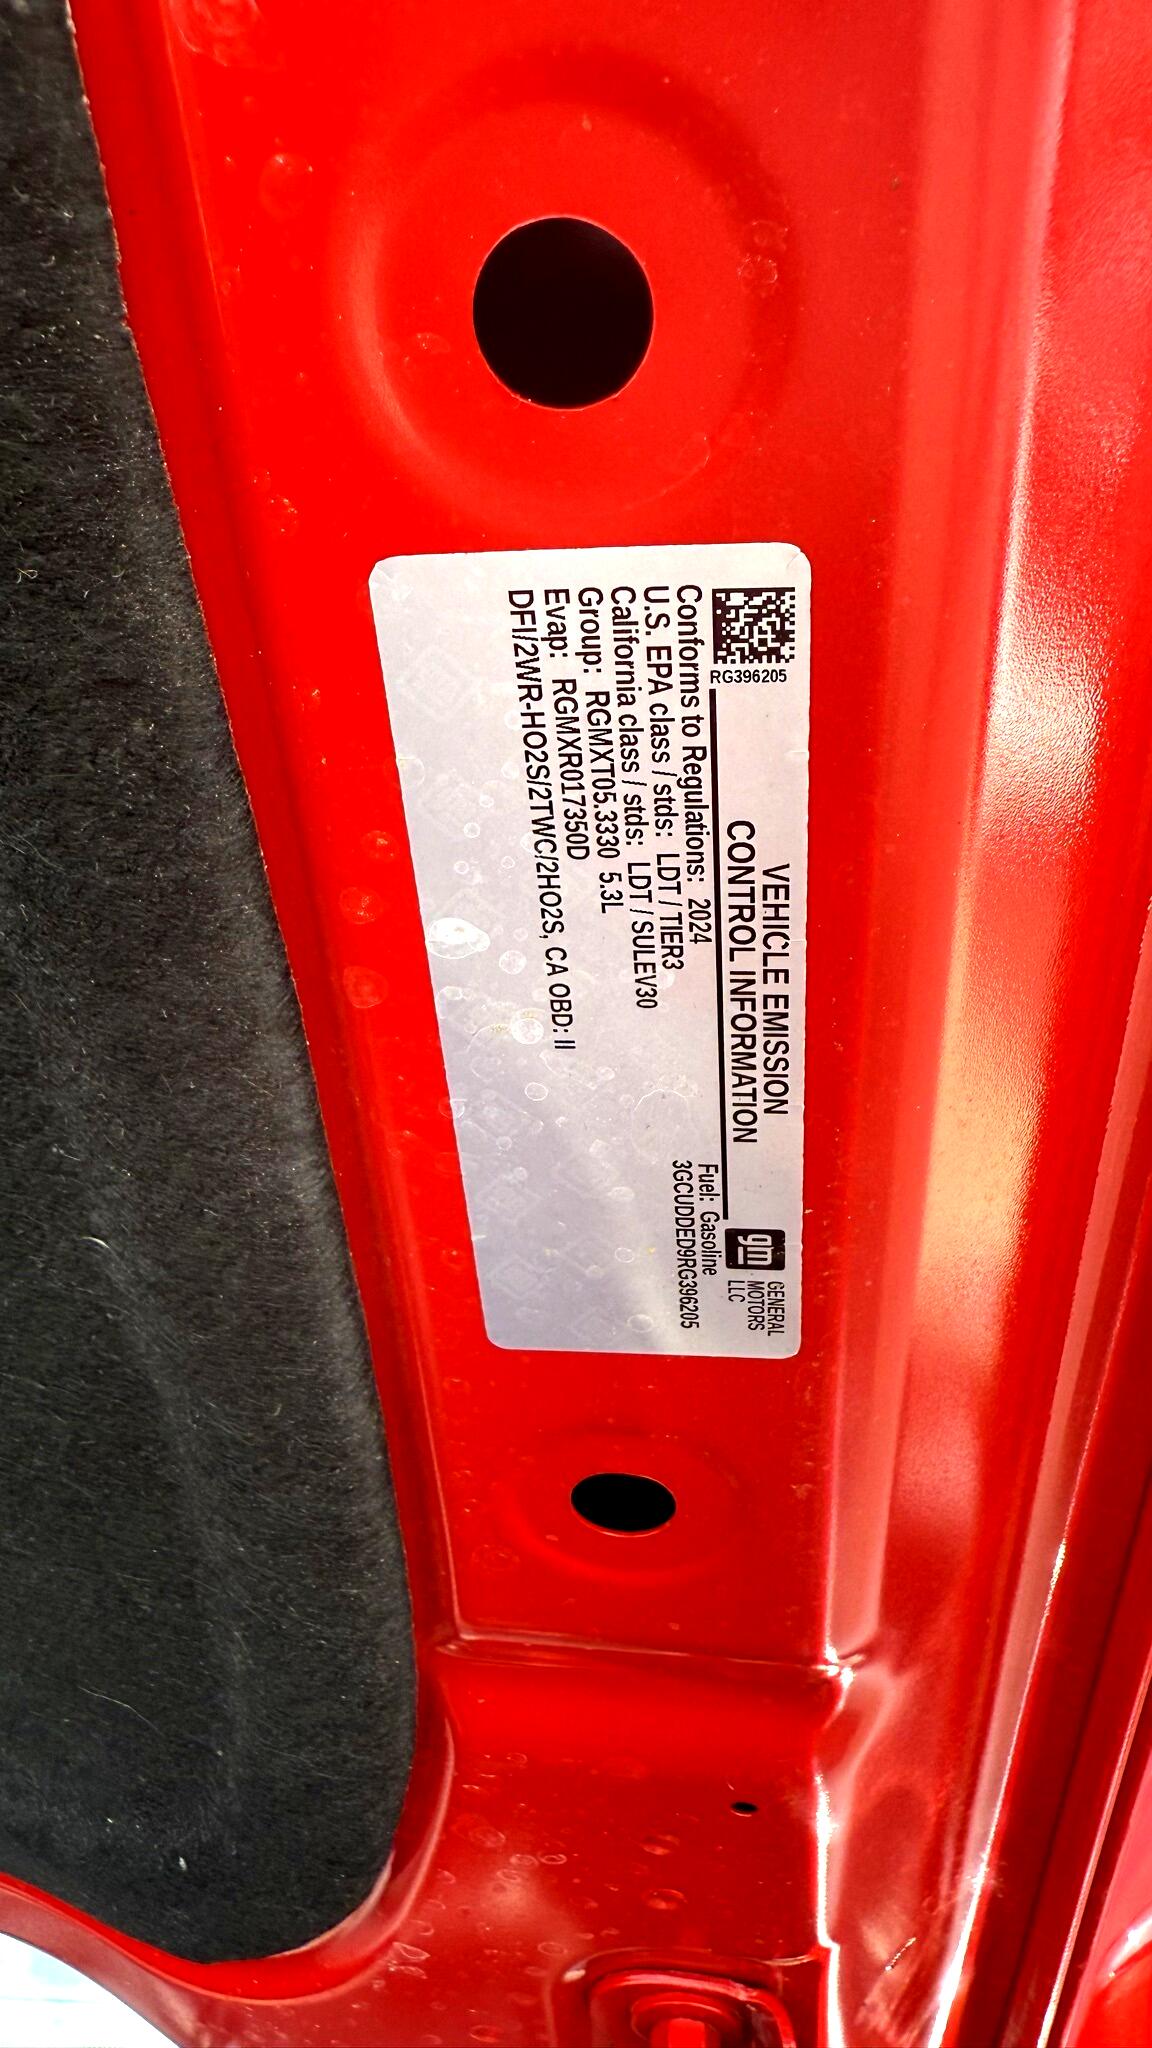 RG396205
VEHICLE EMISSION
CONTROL INFORMATION
gm
GENERAL
MOTORS
LLC
Conforms to Regulations: 2024
U.S. EPA class / stds: LDT / TIER3
California class / stds: LDT / SULEV30
Group: RGMXT05.3330 5.3L
Evap: RGMXR017350D
DFI/2WR-HO2S/2TWC/2HO2S, CA OBD: II
Fuel: Gasoline
3GCUDDED9RG396205